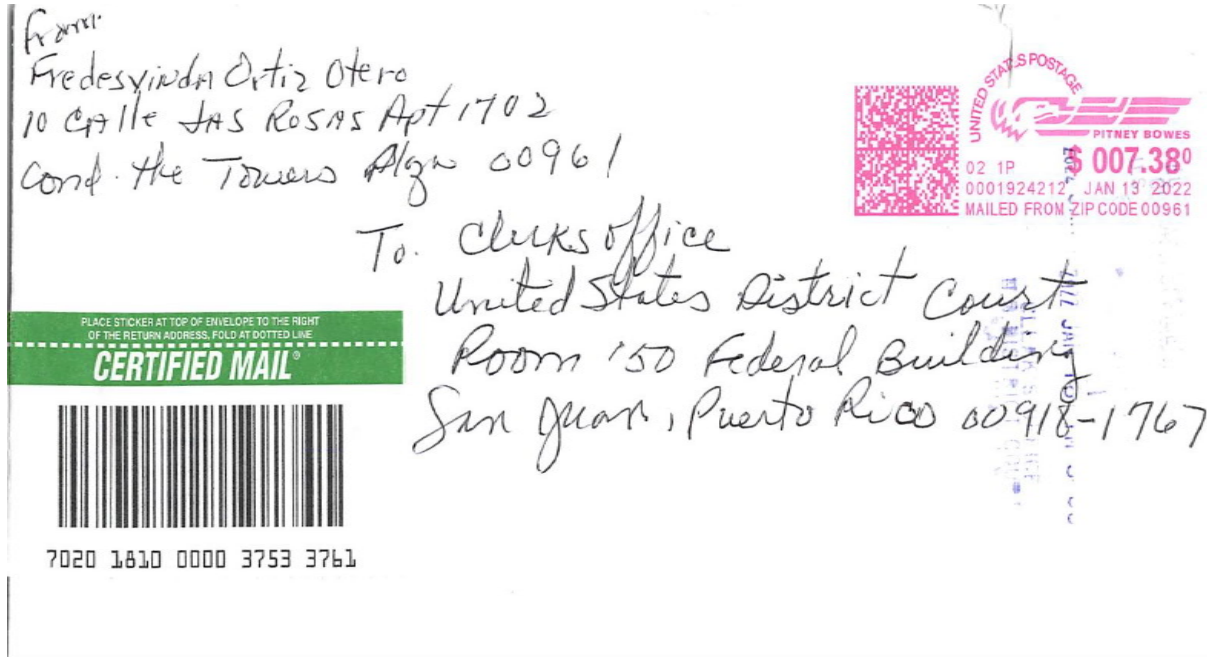 From:
Fredesvinda Ortiz Otero
10 Calle Las Rosas Apt 1702
Cond. the Towers 00961
To. Clerks office
United States District Court
Room 150 Federal Building
San Juan, Puerto Rico 00918-1767
UNITED STATES POSTAGE
PITNEY BOWES
02 1P $ 007.38⁰
0001924212 JAN 13 2022
MAILED FROM ZIP CODE 00961
PLACE STICKER AT TOP OF ENVELOPE TO THE RIGHT
OF THE RETURN ADDRESS, FOLD AT DOTTED LINE
CERTIFIED MAIL®
7020 1810 0000 3753 3761